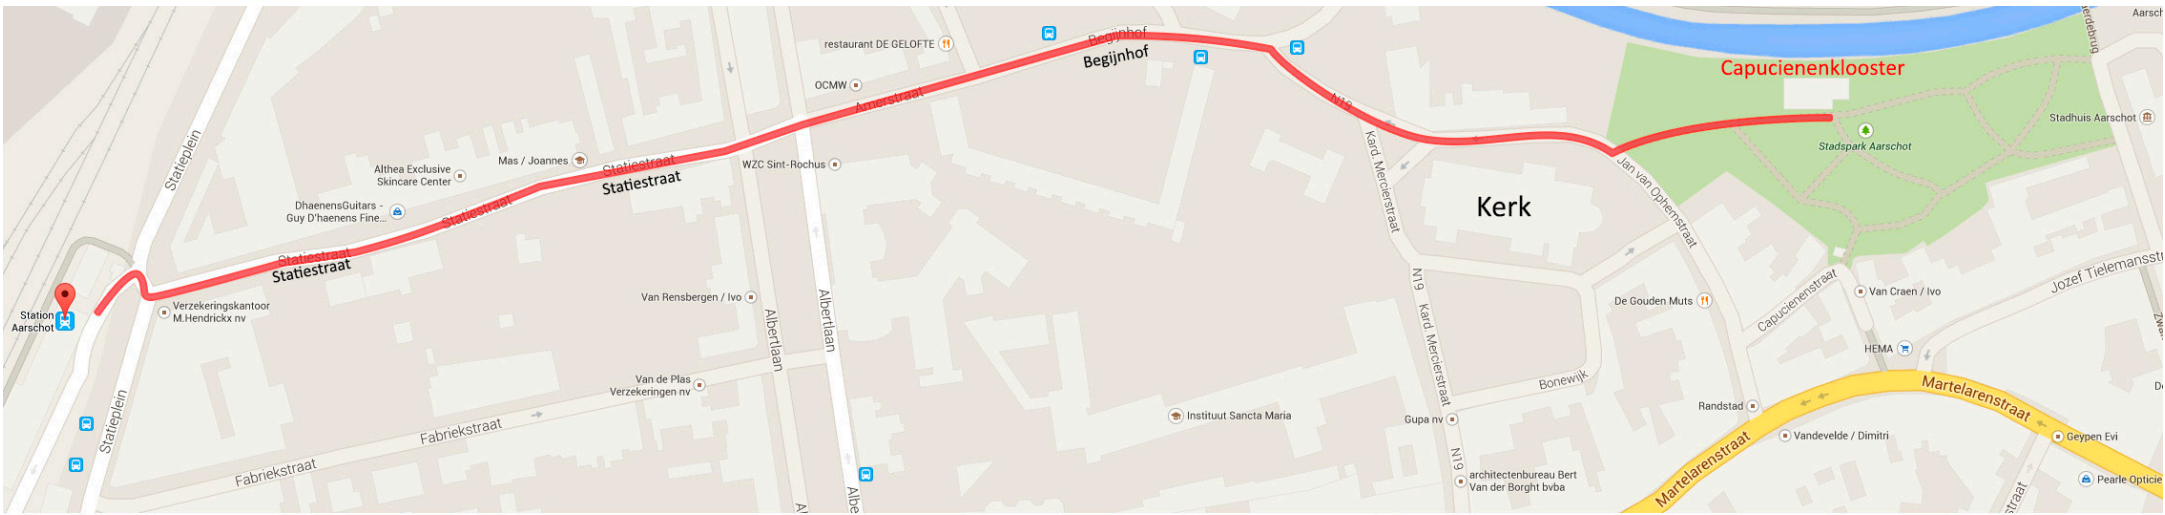 Statieplein
Station
Aarschot
Verzekeringskantoor
M.Hendrickx nv
Statieplein
Statiestraat
Statiestraat
DhaenensGuitars -
Guy D'haenens Fine...
Althea Exclusive
Skincare Center
Statiestraat
Mas / Joannes
Statiestraat
Statiestraat
Fabriekstraat
Fabriekstraat
Van de Plas
Verzekeringen nv
Van Rensbergen / Ivo
WZC Sint-Rochus
OCMW
restaurant DE GELOFTE
Amerstraat
Begijnhof
Begijnhof
Albertlaan
Albertlaan
Albe
A
Instituut Sancta Maria
N19
Kard. Mercierstraat
N19
Kard. Mercierstraat
Gupa nv
N19
architectenbureau Bert
Van der Borght bvba
Bonewijk
Kerk
Jan van Ophemstraat
De Gouden Muts
Capucienenklooster
Stadspark Aarschot
Stadhuis Aarschot
Aarsch
erdebrug
Capucienenstraat
Van Craen / Ivo
HEMA
Jozef Tielemansstr
Randstad
Martelarenstraat
Martelarenstraat
Vandevelde / Dimitri
Geypen Evi
Pearle Opticie
straat
De